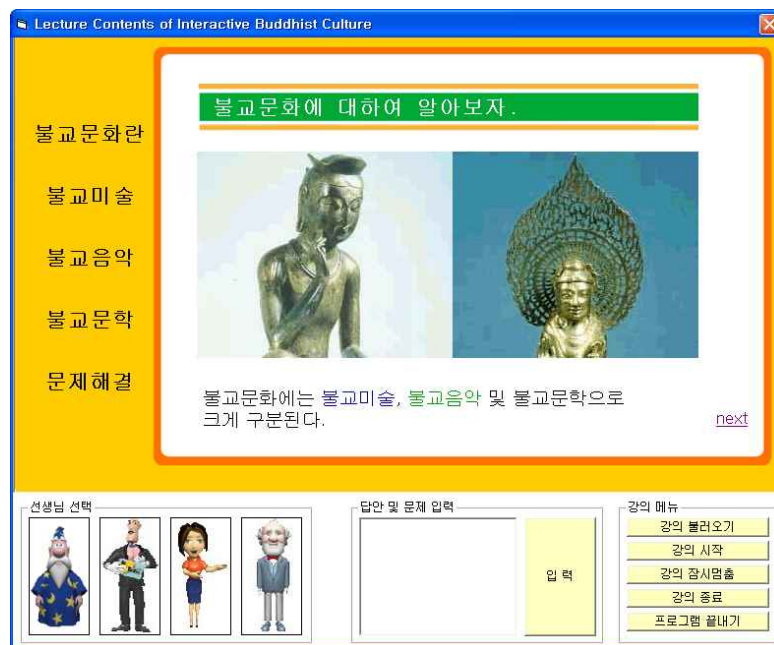 Lecture Contents of Interactive Buddhist Culture
불교문화란
불교미술
불교음악
불교문학
문제해결
불교문화에 대하여 알아보자.
불교문화에는 불교미술, 불교음악 및 불교문학으로
크게 구분된다.
next
선생님 선택
답안 및 문제 입력
입 력
강의 메뉴
강의 불러오기
강의 시작
강의 잠시멈춤
강의 종료
프로그램 끝내기